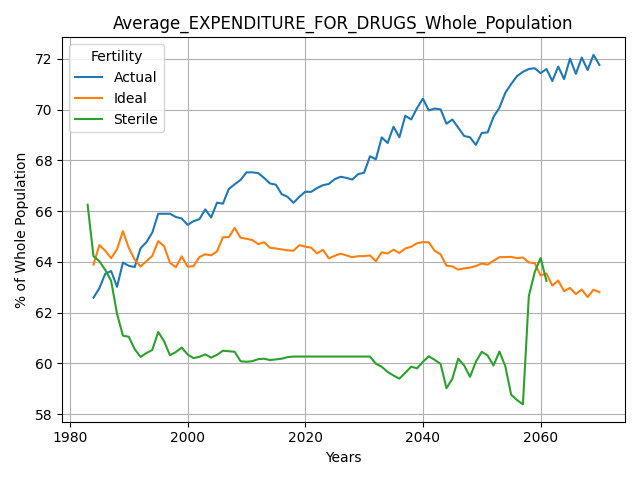 Average_EXPENDITURE_FOR_DRUGS_Whole_Population
Fertility
Actual
Ideal
Sterile
% of Whole Population
72
70
68
66
64
62
60
58
1980
2000
2020
2040
2060
Years